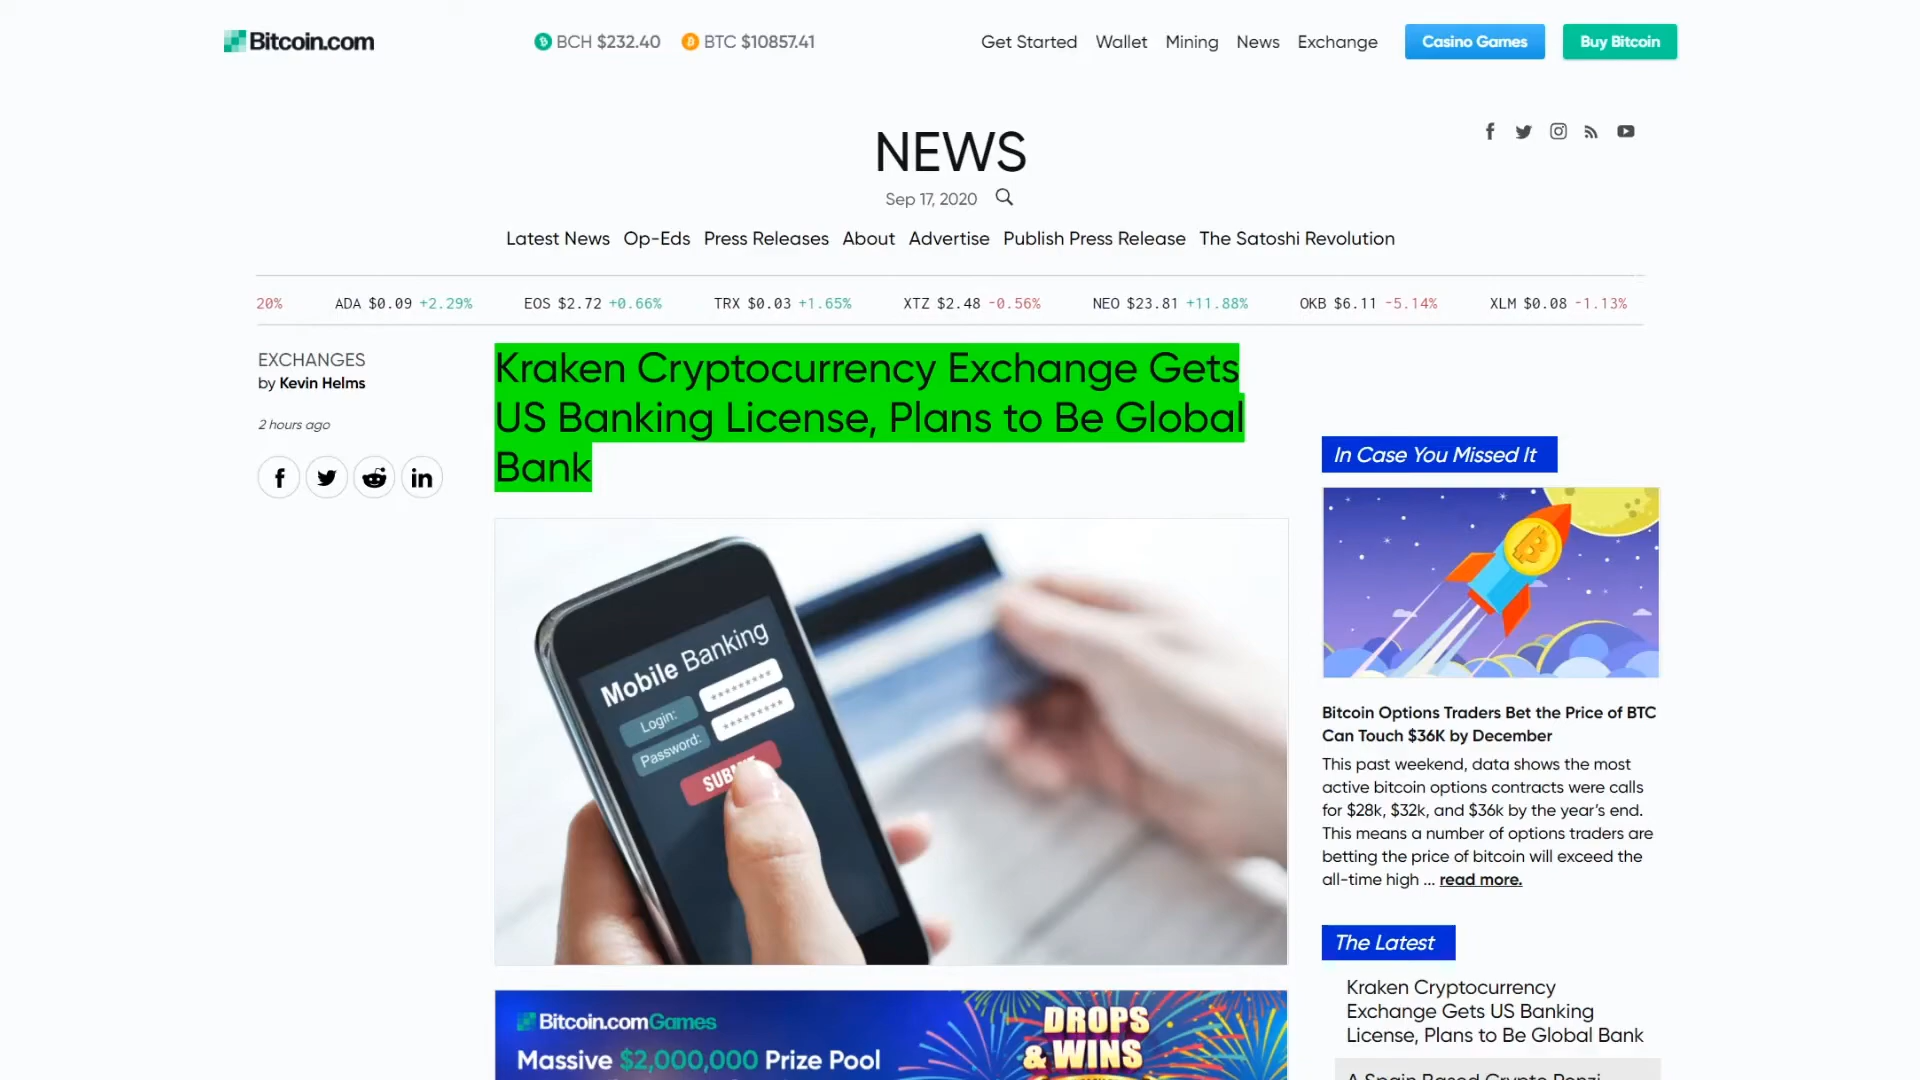 Bitcoin.com
BCH $232.40 BTC $10857.41
Get Started Wallet Mining News Exchange Casino Games Buy Bitcoin
NEWS
Sep 17, 2020
Latest News Op-Eds Press Releases About Advertise Publish Press Release The Satoshi Revolution
20% ADA $0.09 +2.29% EOS $2.72 +0.66% TRX $0.03 +1.65% XTZ $2.48 -0.56% NEO $23.81 +11.88% OKB $6.11 -5.14% XLM $0.08 -1.13%
EXCHANGES
by Kevin Helms
2 hours ago
Kraken Cryptocurrency Exchange Gets
US Banking License, Plans to Be Global
Bank
Mobile Banking
Login: *********
Password: *********
SUBMIT
Bitcoin.comGames
Massive $2,000,000 Prize Pool
DROPS
& WINS
In Case You Missed It
Bitcoin Options Traders Bet the Price of BTC
Can Touch $36K by December
This past weekend, data shows the most
active bitcoin options contracts were calls
for $28k, $32k, and $36k by the year’s end.
This means a number of options traders are
betting the price of bitcoin will exceed the
all-time high ... read more.
The Latest
Kraken Cryptocurrency
Exchange Gets US Banking
License, Plans to Be Global Bank
A Spain Based Crypto Ponzi